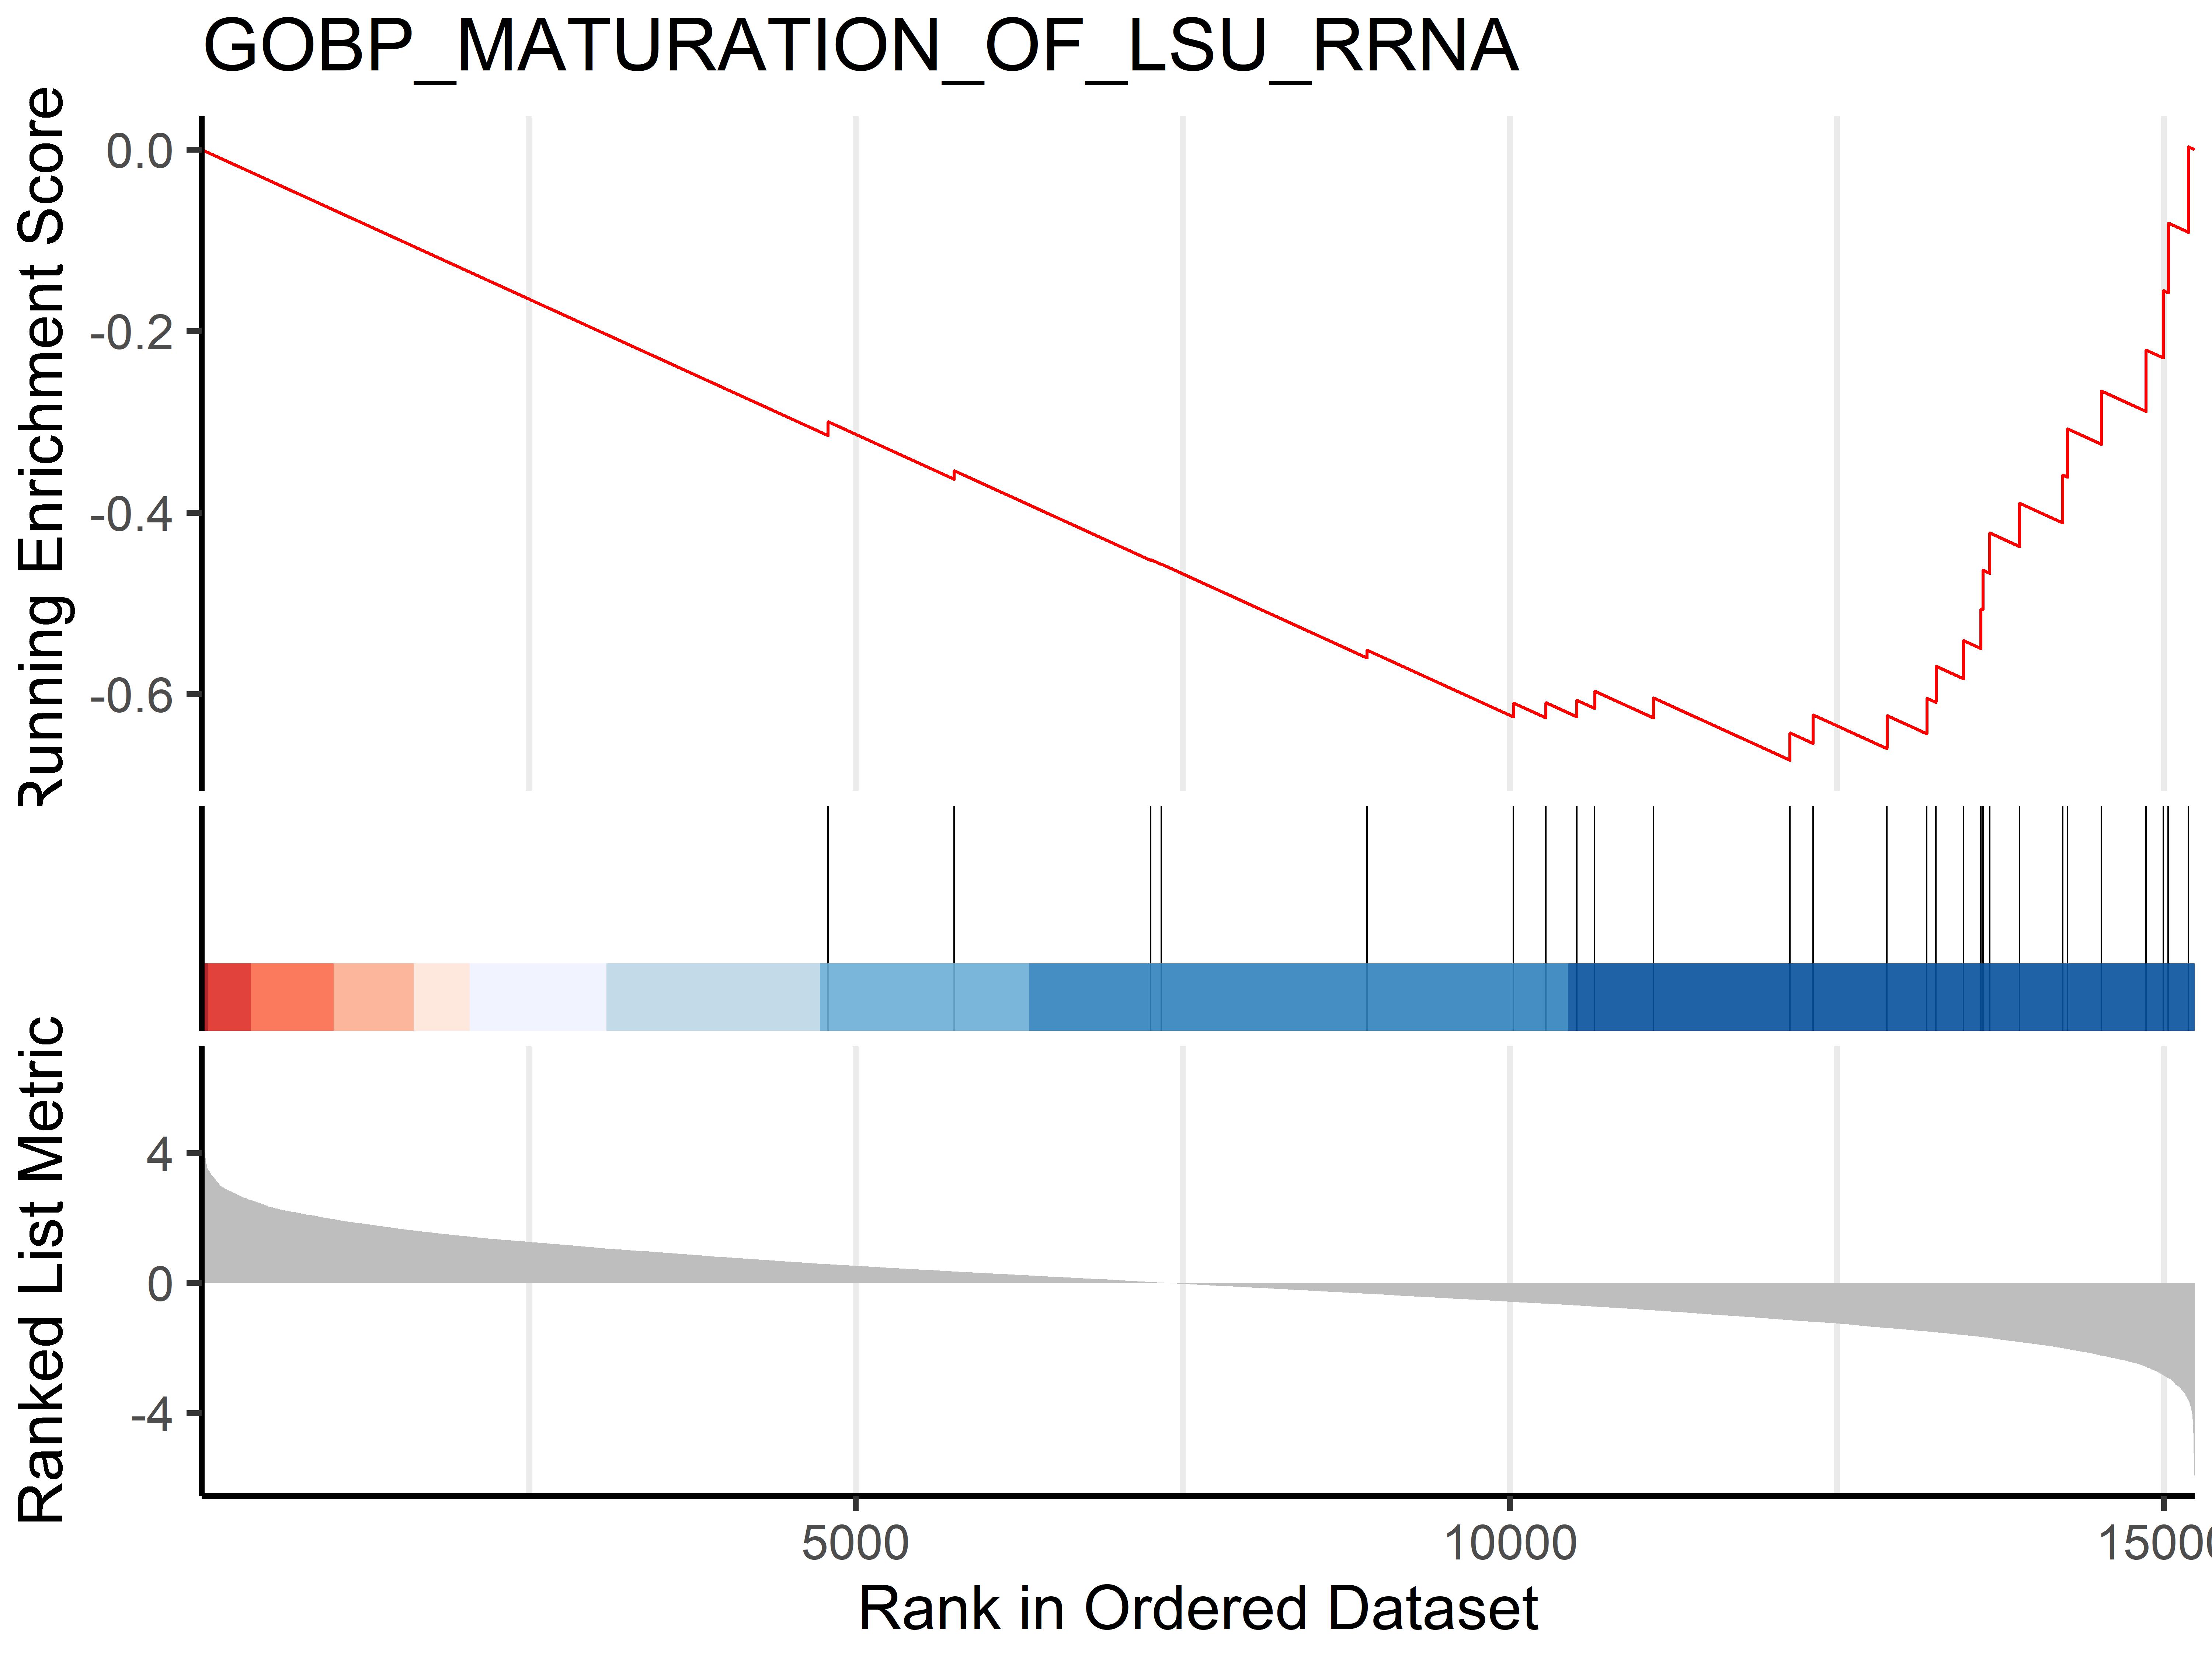 GOBP_MATURATION_OF_LSU_RRNA
Running Enrichment Score
0.0
-0.2
-0.4
-0.6
Ranked List Metric
4
0
-4
5000
10000
15000
Rank in Ordered Dataset